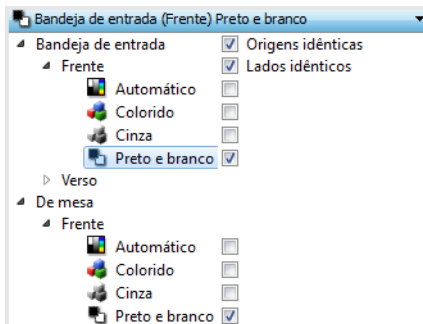 Bandeja de entrada (Frente) Preto e branco
Bandeja de entrada Origens idênticas
Frente Lados idênticos
Automático
Colorido
Cinza
Preto e branco
Verso
De mesa
Frente
Automático
Colorido
Cinza
Preto e branco